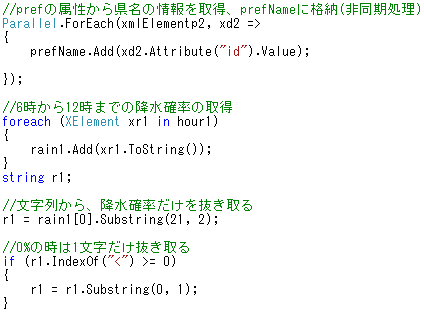 //prefの属性から県名の情報を取得、prefNameに格納(非同期処理)
Parallel.ForEach(xmlElementp2, xd2 =>
{
    prefName.Add(xd2.Attribute("id").Value);
});
//6時から12時までの降水確率の取得
foreach (XElement xr1 in hour1)
{
    rain1.Add(xr1.ToString());
}
string r1;
//文字列から、降水確率だけを抜き取る
r1 = rain1[0].Substring(21, 2);
//0%の時は1文字だけ抜き取る
if (r1.IndexOf("<") >= 0)
{
    r1 = r1.Substring(0, 1);
}